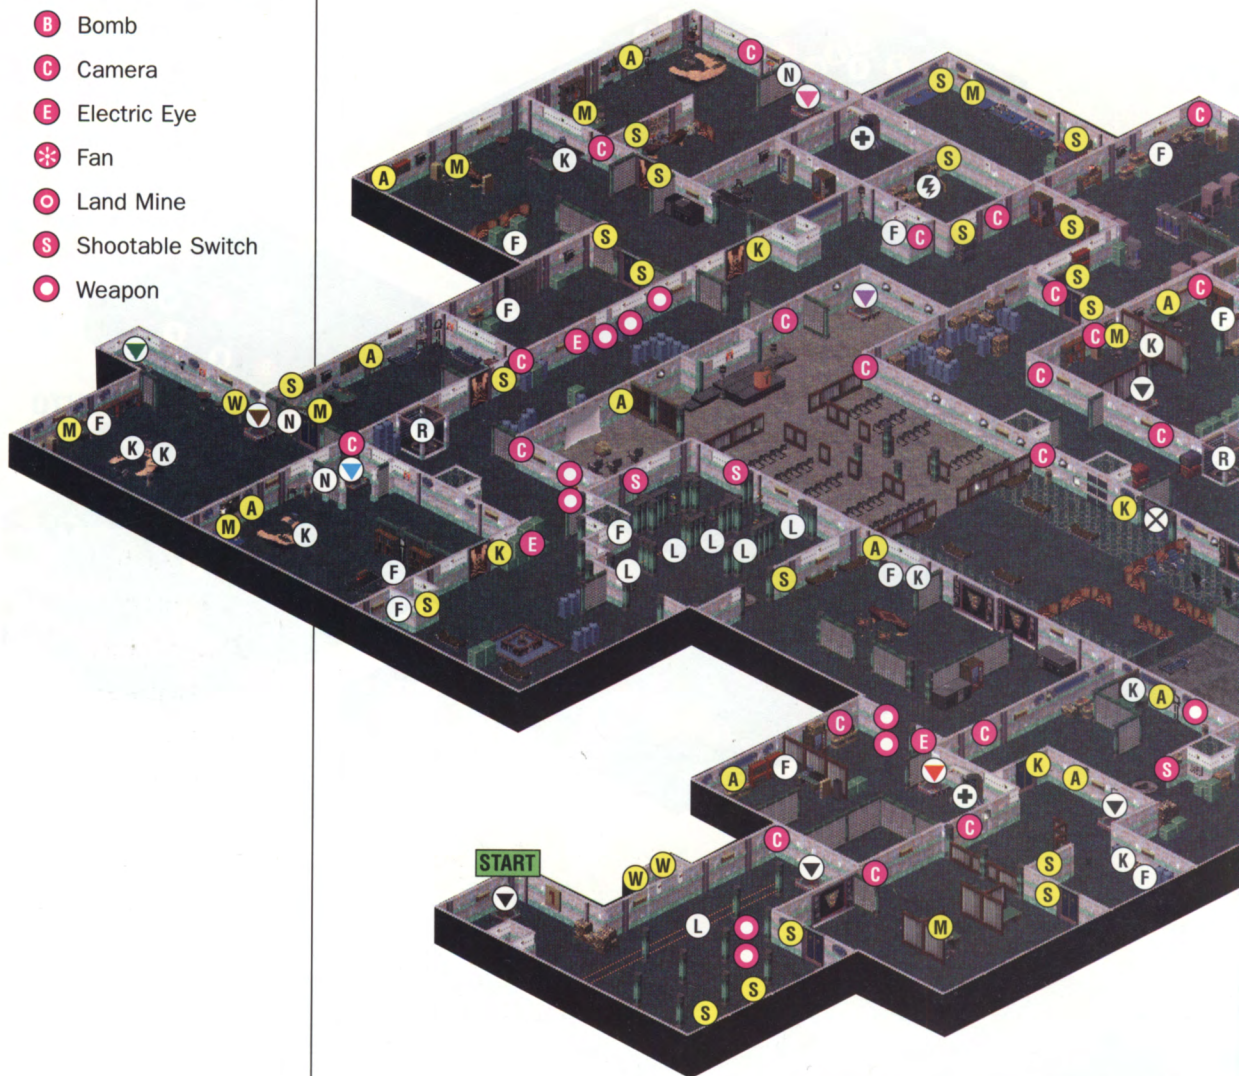 B Bomb
C Camera
E Electric Eye
Fan
Land Mine
S Shootable Switch
Weapon
A C N
S M
M S S C
K C S F
A M S
F S F C S C S
S K S
C S A C F
F E C S C M K
A C S C
S A C
W N M R
M F K K C C C R
N S S K
M A K F L L L L K
K E L A F K
F F S S
K A
C E C
A F K A S
C C
START W W C S K F
S
L S M
S
S